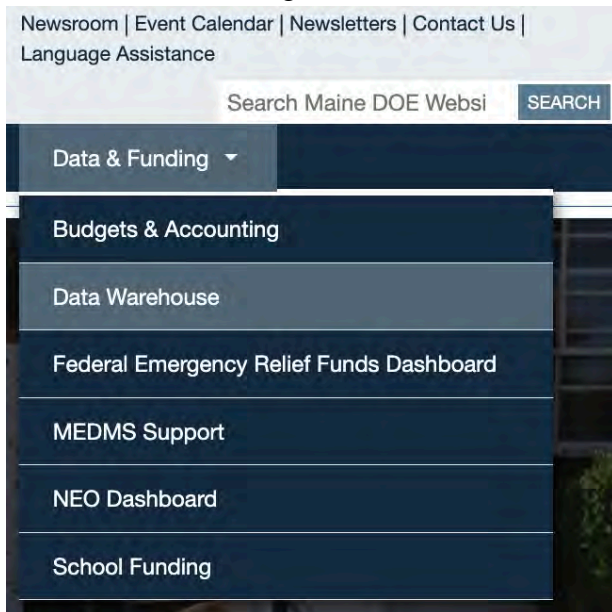 Newsroom | Event Calendar | Newsletters | Contact Us |
Language Assistance
Search Maine DOE Websi SEARCH
Data & Funding
Budgets & Accounting
Data Warehouse
Federal Emergency Relief Funds Dashboard
MEDMS Support
NEO Dashboard
School Funding